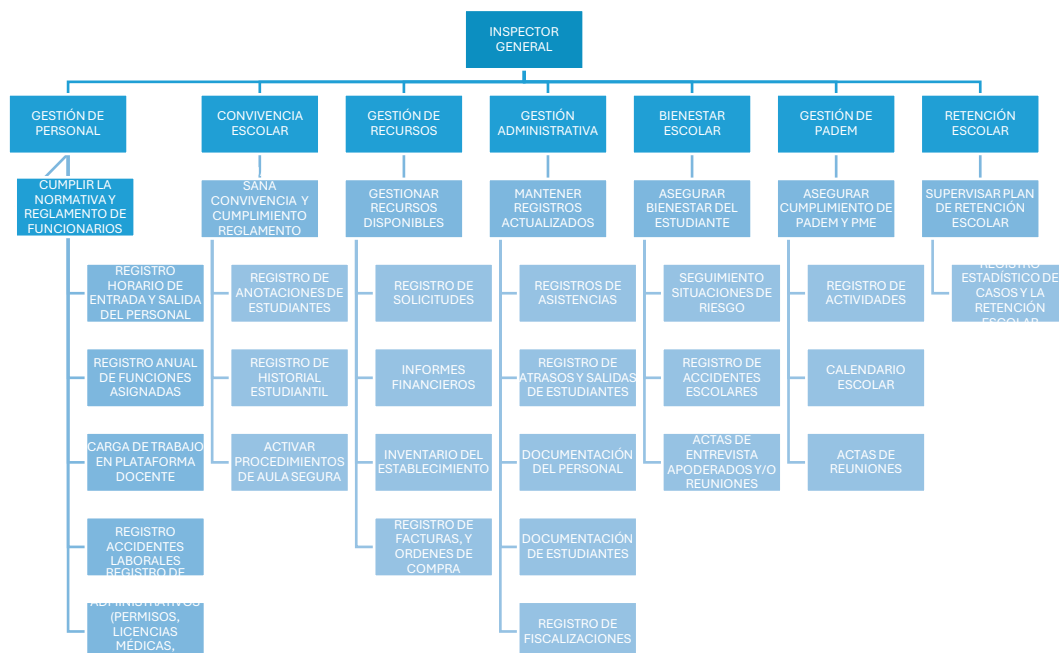 INSPECTOR
GENERAL
GESTIÓN DE
PERSONAL
CONVIVENCIA
ESCOLAR
GESTIÓN DE
RECURSOS
GESTIÓN
ADMINISTRATIVA
BIENESTAR
ESCOLAR
GESTIÓN DE
PADEM
RETENCIÓN
ESCOLAR
CUMPLIR LA
NORMATIVA Y
REGLAMENTO DE
FUNCIONARIOS
SANA
CONVIVENCIA Y
CUMPLIMIENTO
REGLAMENTO
GESTIONAR
RECURSOS
DISPONIBLES
MANTENER
REGISTROS
ACTUALIZADOS
ASEGURAR
BIENESTAR DEL
ESTUDIANTE
ASEGURAR
CUMPLIMIENTO DE
PADEM Y PME
SUPERVISAR PLAN
DE RETENCIÓN
ESCOLAR
REGISTRO
HORARIO DE
ENTRADA Y SALIDA
DEL PERSONAL
REGISTRO DE
ANOTACIONES DE
ESTUDIANTES
REGISTRO DE
SOLICITUDES
REGISTROS DE
ASISTENCIAS
SEGUIMIENTO
SITUACIONES DE
RIESGO
REGISTRO DE
ACTIVIDADES
REGISTRO
ESTADÍSTICO DE
CASOS Y LA
RETENCIÓN
ESCOLAR
REGISTRO ANUAL
DE FUNCIONES
ASIGNADAS
REGISTRO DE
HISTORIAL
ESTUDIANTIL
INFORMES
FINANCIEROS
REGISTRO DE
ATRASOS Y SALIDAS
DE ESTUDIANTES
REGISTRO DE
ACCIDENTES
ESCOLARES
CALENDARIO
ESCOLAR
CARGA DE TRABAJO
EN PLATAFORMA
DOCENTE
ACTIVAR
PROCEDIMIENTOS
DE AULA SEGURA
INVENTARIO DEL
ESTABLECIMIENTO
DOCUMENTACIÓN
DEL PERSONAL
ACTAS DE
ENTREVISTA
APODERADOS Y/O
REUNIONES
ACTAS DE
REUNIONES
REGISTRO
ACCIDENTES
LABORALES
REGISTRO DE
FACTURAS, Y
ORDENES DE
COMPRA
DOCUMENTACIÓN
DE ESTUDIANTES
REGISTRO DE
ADMINISTRATIVOS
(PERMISOS,
LICENCIAS
MÉDICAS,
REGISTRO DE
FISCALIZACIONES